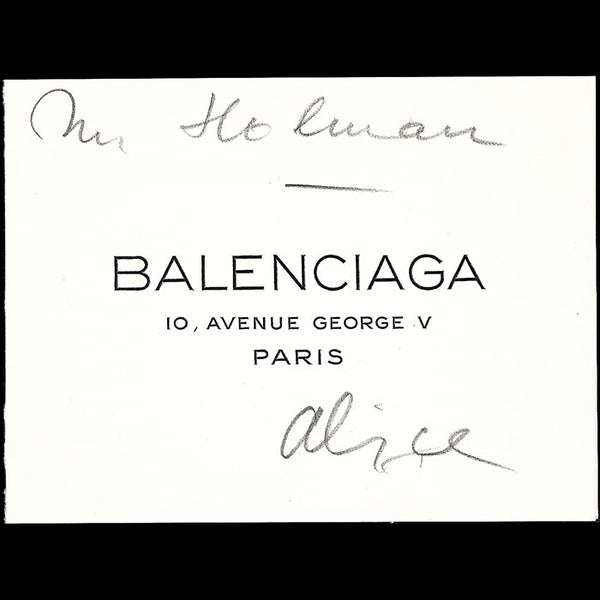 Mr Holman
BALENCIAGA
10, AVENUE GEORGE V
PARIS
Alice